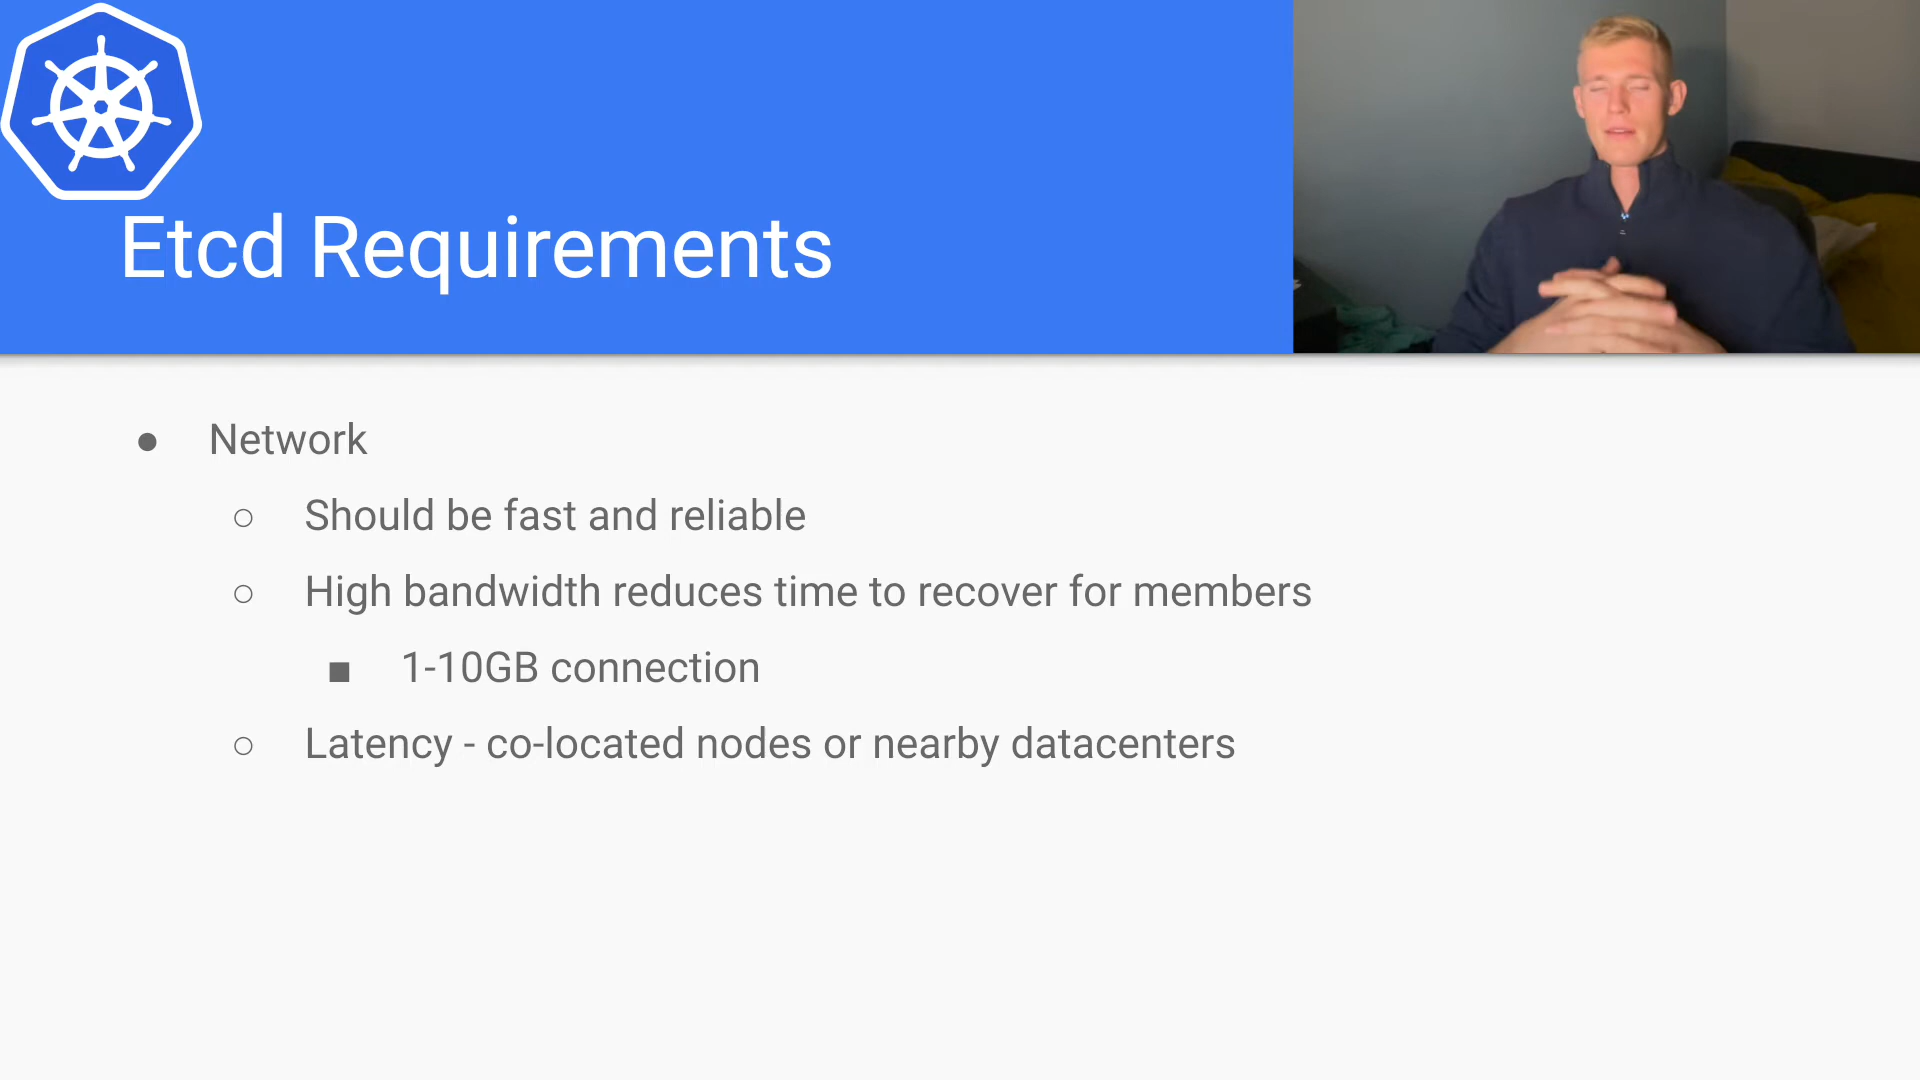 Etcd Requirements
● Network
○ Should be fast and reliable
○ High bandwidth reduces time to recover for members
■ 1-10GB connection
○ Latency - co-located nodes or nearby datacenters